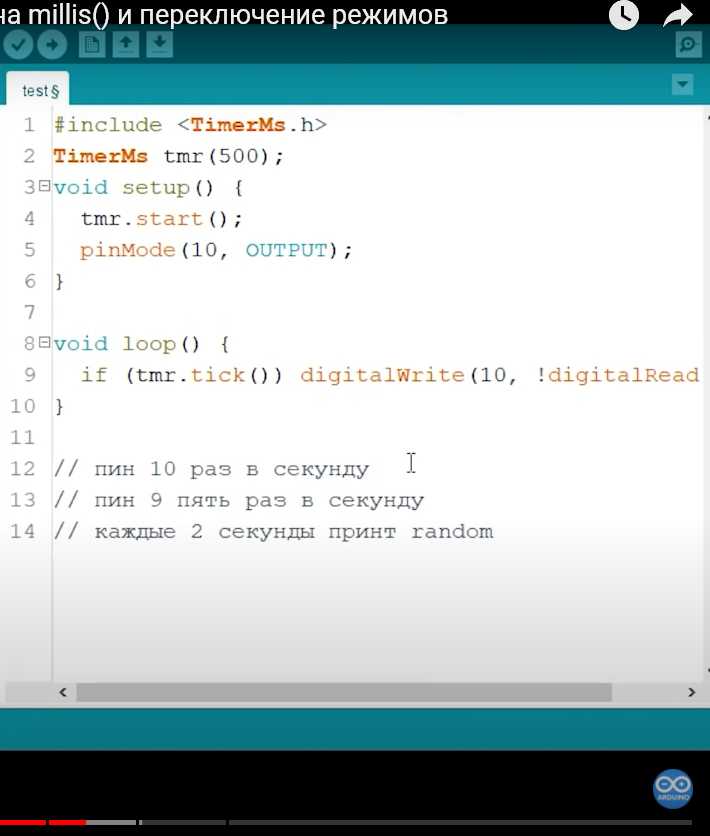 на millis() и переключение режимов
test §
1 #include <TimerMs.h>
2 TimerMs tmr(500);
3 void setup() {
4   tmr.start();
5   pinMode(10, OUTPUT);
6 }
7
8 void loop() {
9   if (tmr.tick()) digitalWrite(10, !digitalRead
10 }
11
12 // пин 10 раз в секунду
13 // пин 9 пять раз в секунду
14 // каждые 2 секунды принт random
ARDUINO